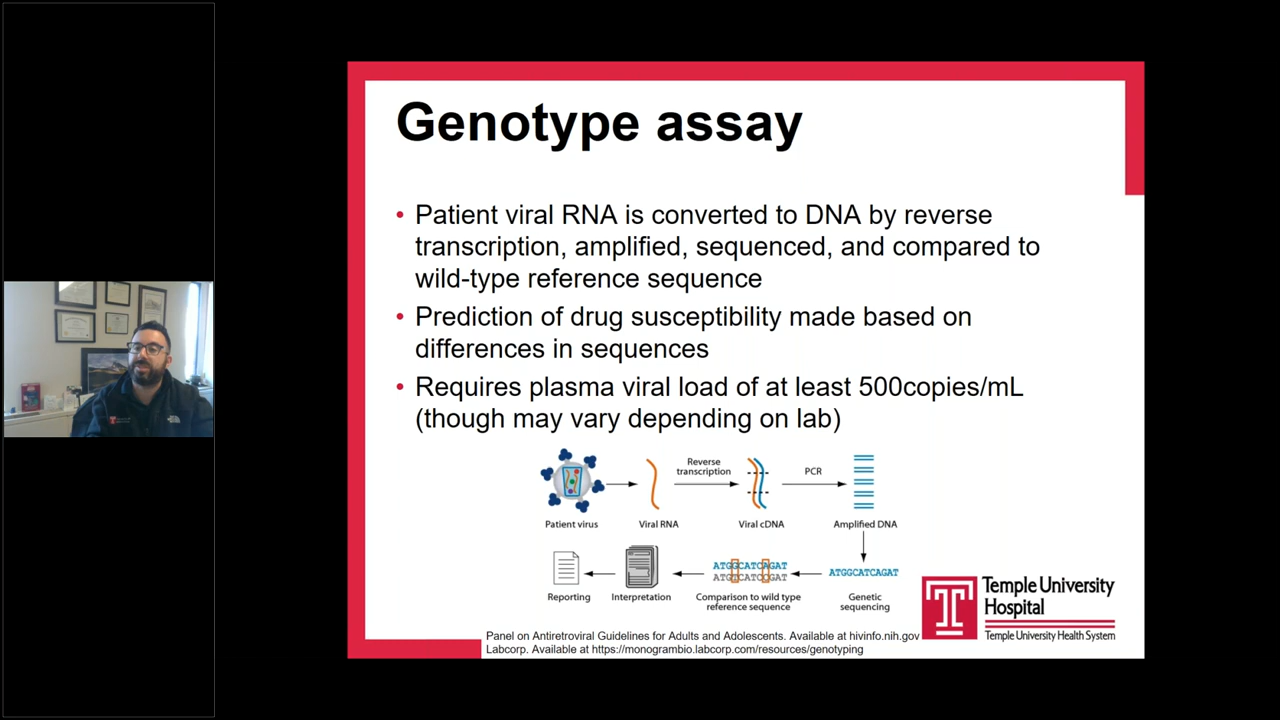 Genotype assay
• Patient viral RNA is converted to DNA by reverse
transcription, amplified, sequenced, and compared to
wild-type reference sequence
• Prediction of drug susceptibility made based on
differences in sequences
• Requires plasma viral load of at least 500copies/mL
(though may vary depending on lab)
Reverse
transcription
PCR
Patient virus
Viral RNA
Viral cDNA
Amplified DNA
ATGGCATCAGAT
ATGTCATCOGAT
ATGGCATCAGAT
Reporting
Interpretation
Comparison to wild type
reference sequence
Genetic
sequencing
Temple University
Hospital
Temple University Health System
Panel on Antiretroviral Guidelines for Adults and Adolescents. Available at hivinfo.nih.gov
Labcorp. Available at https://monogrambio.labcorp.com/resources/genotyping